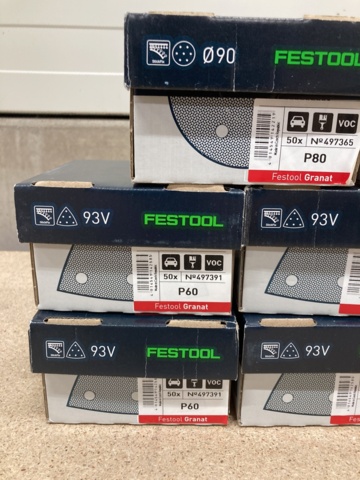 Ø90 FESTOOL
VOC
50x №497365
P80
Festool Granat
93V FESTOOL
VOC
50x №497391
P60
Festool Granat
93V
93V FESTOOL
VOC
50x №497391
P60
Festool Granat
93V